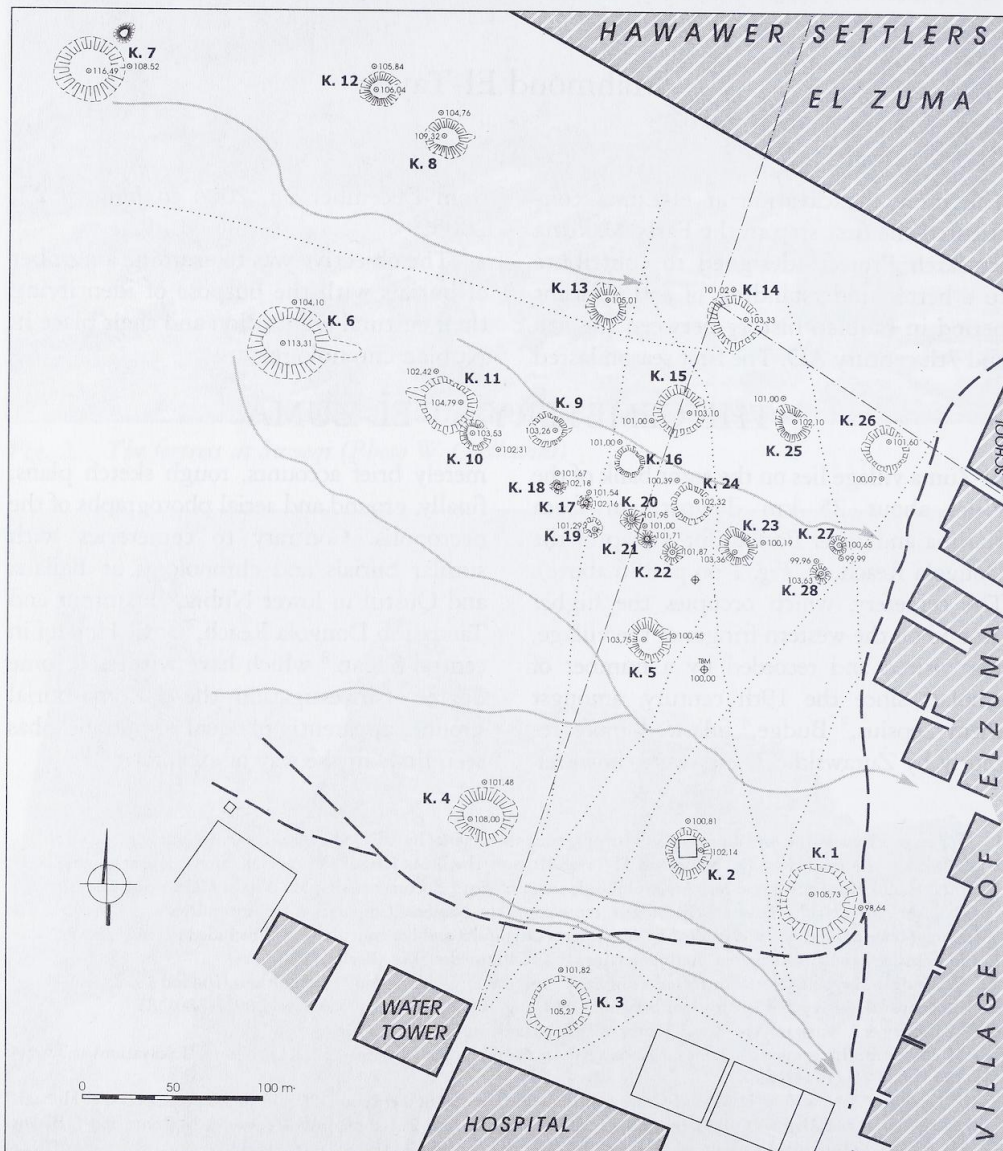 HAWAWER SETTLERS
EL ZUMA
K. 7
108.52
116,49
K. 12
105,84
106,04
104,76
109,32
K. 8
K. 13
105,01
101,02
K. 14
103,33
104,10
K. 6
113,31
102,42
K. 11
104,79
K. 15
101,00
103,10
K. 9
103,26
101,00
K. 10
103,53
102,31
101,00
102,10
K. 25
K. 26
101,60
100,07
SCHOOL
K. 16
100,39
K. 24
102,32
K. 18
101,67
102,18
101,54
K. 17
102,16
K. 20
101,95
101,00
K. 19
101,29
101,71
K. 21
K. 22
101,87
K. 23
100,19
103,36
K. 27
100,65
99,99
99,96
103,63
K. 28
103,75
100,45
K. 5
TBM
100,00
101,48
K. 4
108,00
100,81
102,14
K. 2
K. 1
105,73
98,64
101,82
K. 3
105,27
WATER
TOWER
0 50 100 m.
HOSPITAL
VILLAGE OF EL ZUMA